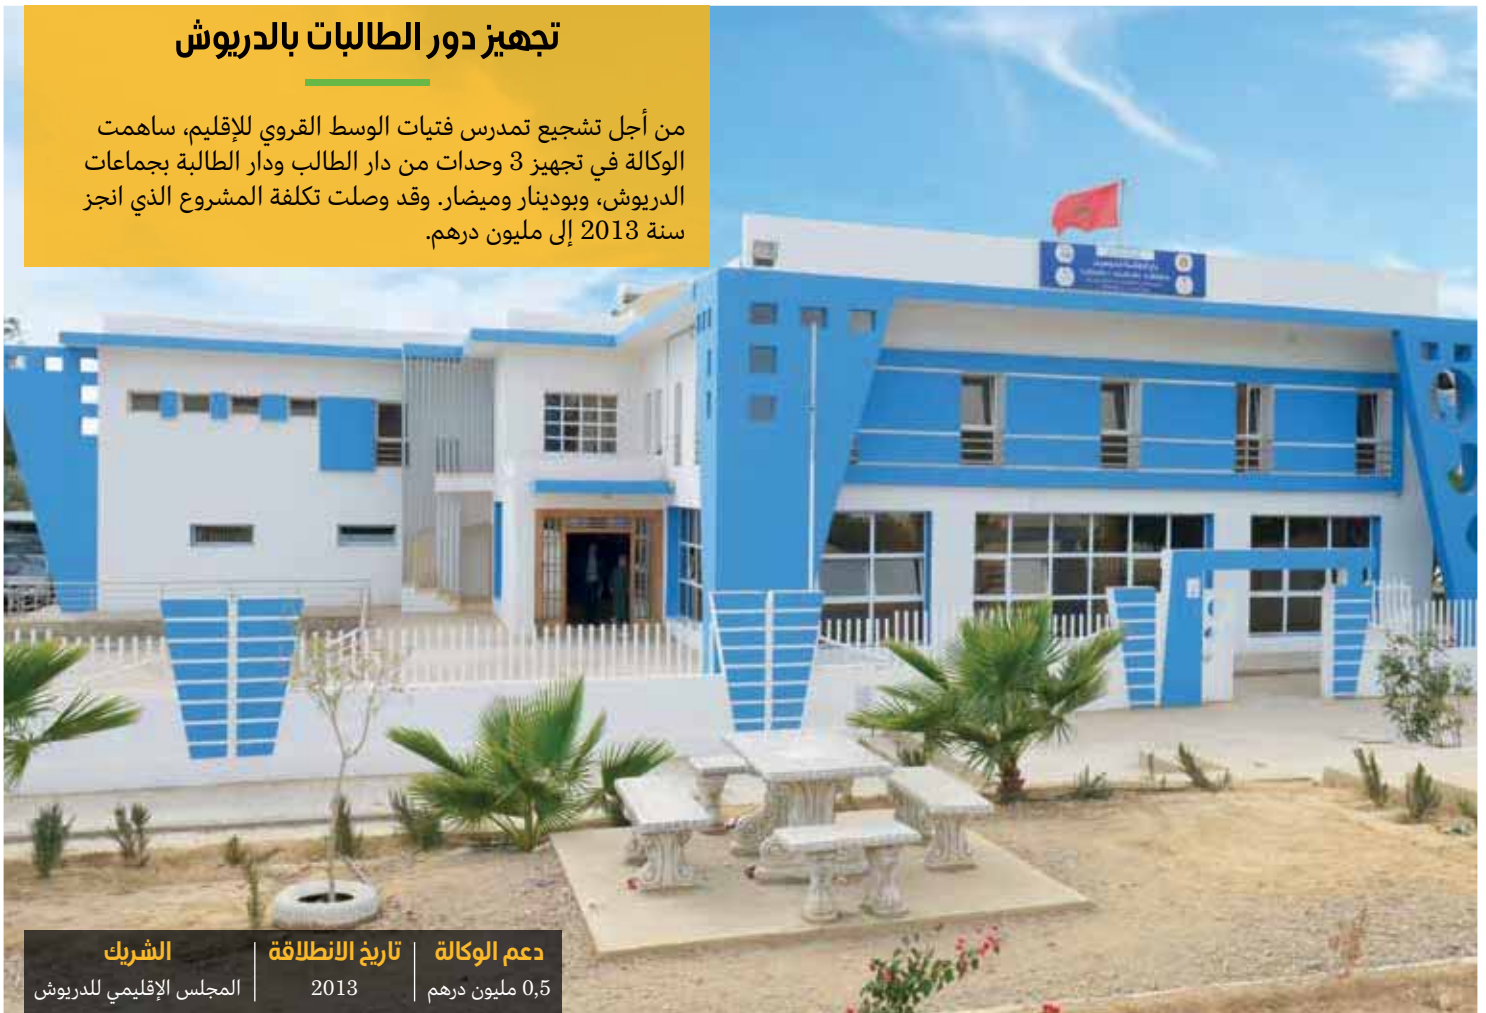 تجهيز دور الطالبات بالدريوش
من أجل تشجيع تمدرس فتيات الوسط القروي للإقليم، ساهمت
الوكالة في تجهيز 3 وحدات من دار الطالب ودار الطالبة بجماعات
الدريوش، وبودينار وميضار. وقد وصلت تكلفة المشروع الذي انجز
سنة 2013 إلى مليون درهم.
دعم الوكالة
0,5 مليون درهم
تاريخ الانطلاقة
2013
الشريك
المجلس الإقليمي للدريوش